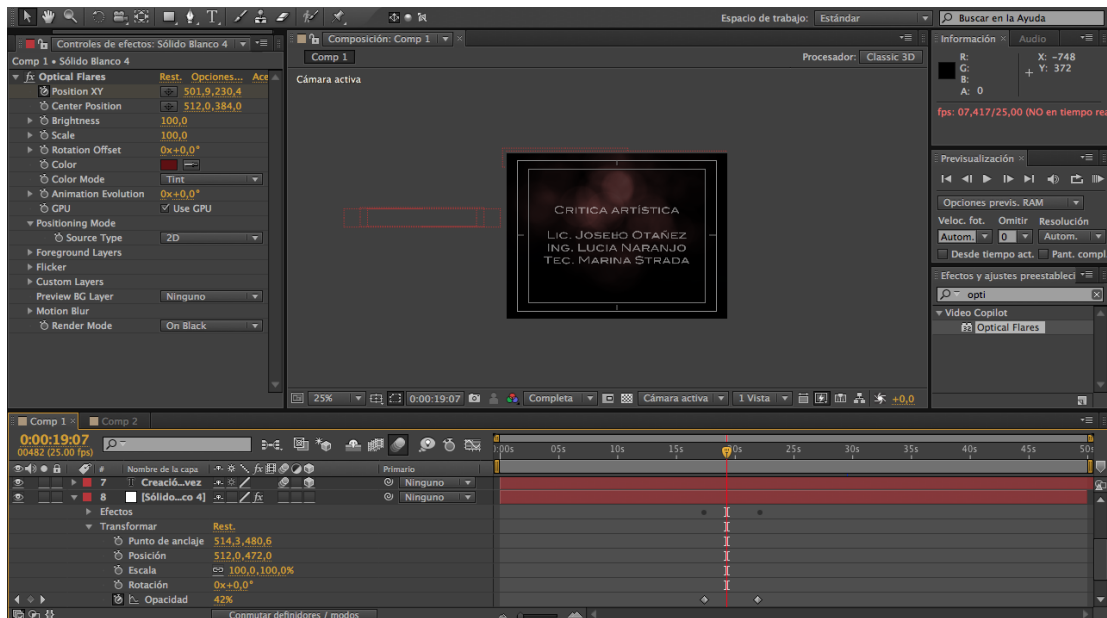 Espacio de trabajo: Estándar
Buscar en la Ayuda
Controles de efectos: Sólido Blanco 4
Comp 1 • Sólido Blanco 4
fx Optical Flares Rest. Opciones... Ace
Position XY 501,9,230,4
Center Position 512,0,384,0
Brightness 100,0
Scale 100,0
Rotation Offset 0x+0,0°
Color
Color Mode Tint
Animation Evolution 0x+0,0°
GPU Use GPU
Positioning Mode
Source Type 2D
Foreground Layers
Flicker
Custom Layers
Preview BG Layer Ninguno
Motion Blur
Render Mode On Black
Composición: Comp 1
Comp 1
Procesador: Classic 3D
Cámara activa
CRITICA ARTÍSTICA
LIC. JOSELIO OTAÑEZ
ING. LUCIA NARANJO
TEC. MARINA STRADA
25% 0:00:19:07 Completa Cámara activa 1 Vista +0,0
Información Audio
R: X: -748
G: Y: 372
B:
A: 0
fps: 07,417/25,00 (NO en tiempo rea
Previsualización
Opciones previs. RAM
Veloc. fot. Omitir Resolución
Autom. 0 Autom.
Desde tiempo act. Pant. compl
Efectos y ajustes preestableci
opti
Video Copilot
32 Optical Flares
Comp 1 Comp 2
0:00:19:07
00482 (25.00 fps)
):00s 05s 10s 15s 20s 25s 30s 35s 40s 45s 50s
# Nombre de la capa fx Primario
7 T Creació...vez Ninguno
8 [Sólido...co 4] fx Ninguno
Efectos
Transformar Rest.
Punto de anclaje 514,3,480,6
Posición 512,0,472,0
Escala 100,0,100,0%
Rotación 0x+0,0°
Opacidad 42%
Conmutar definidores / modos